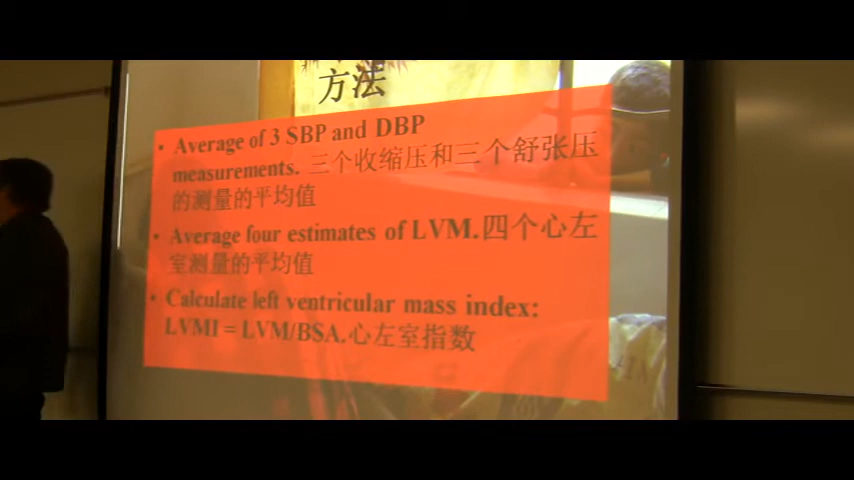 方法
• Average of 3 SBP and DBP
measurements. 三个收缩压和三个舒张压
的测量的平均值
• Average four estimates of LVM.四个心左
室测量的平均值
• Calculate left ventricular mass index:
LVMI = LVM/BSA.心左室指数